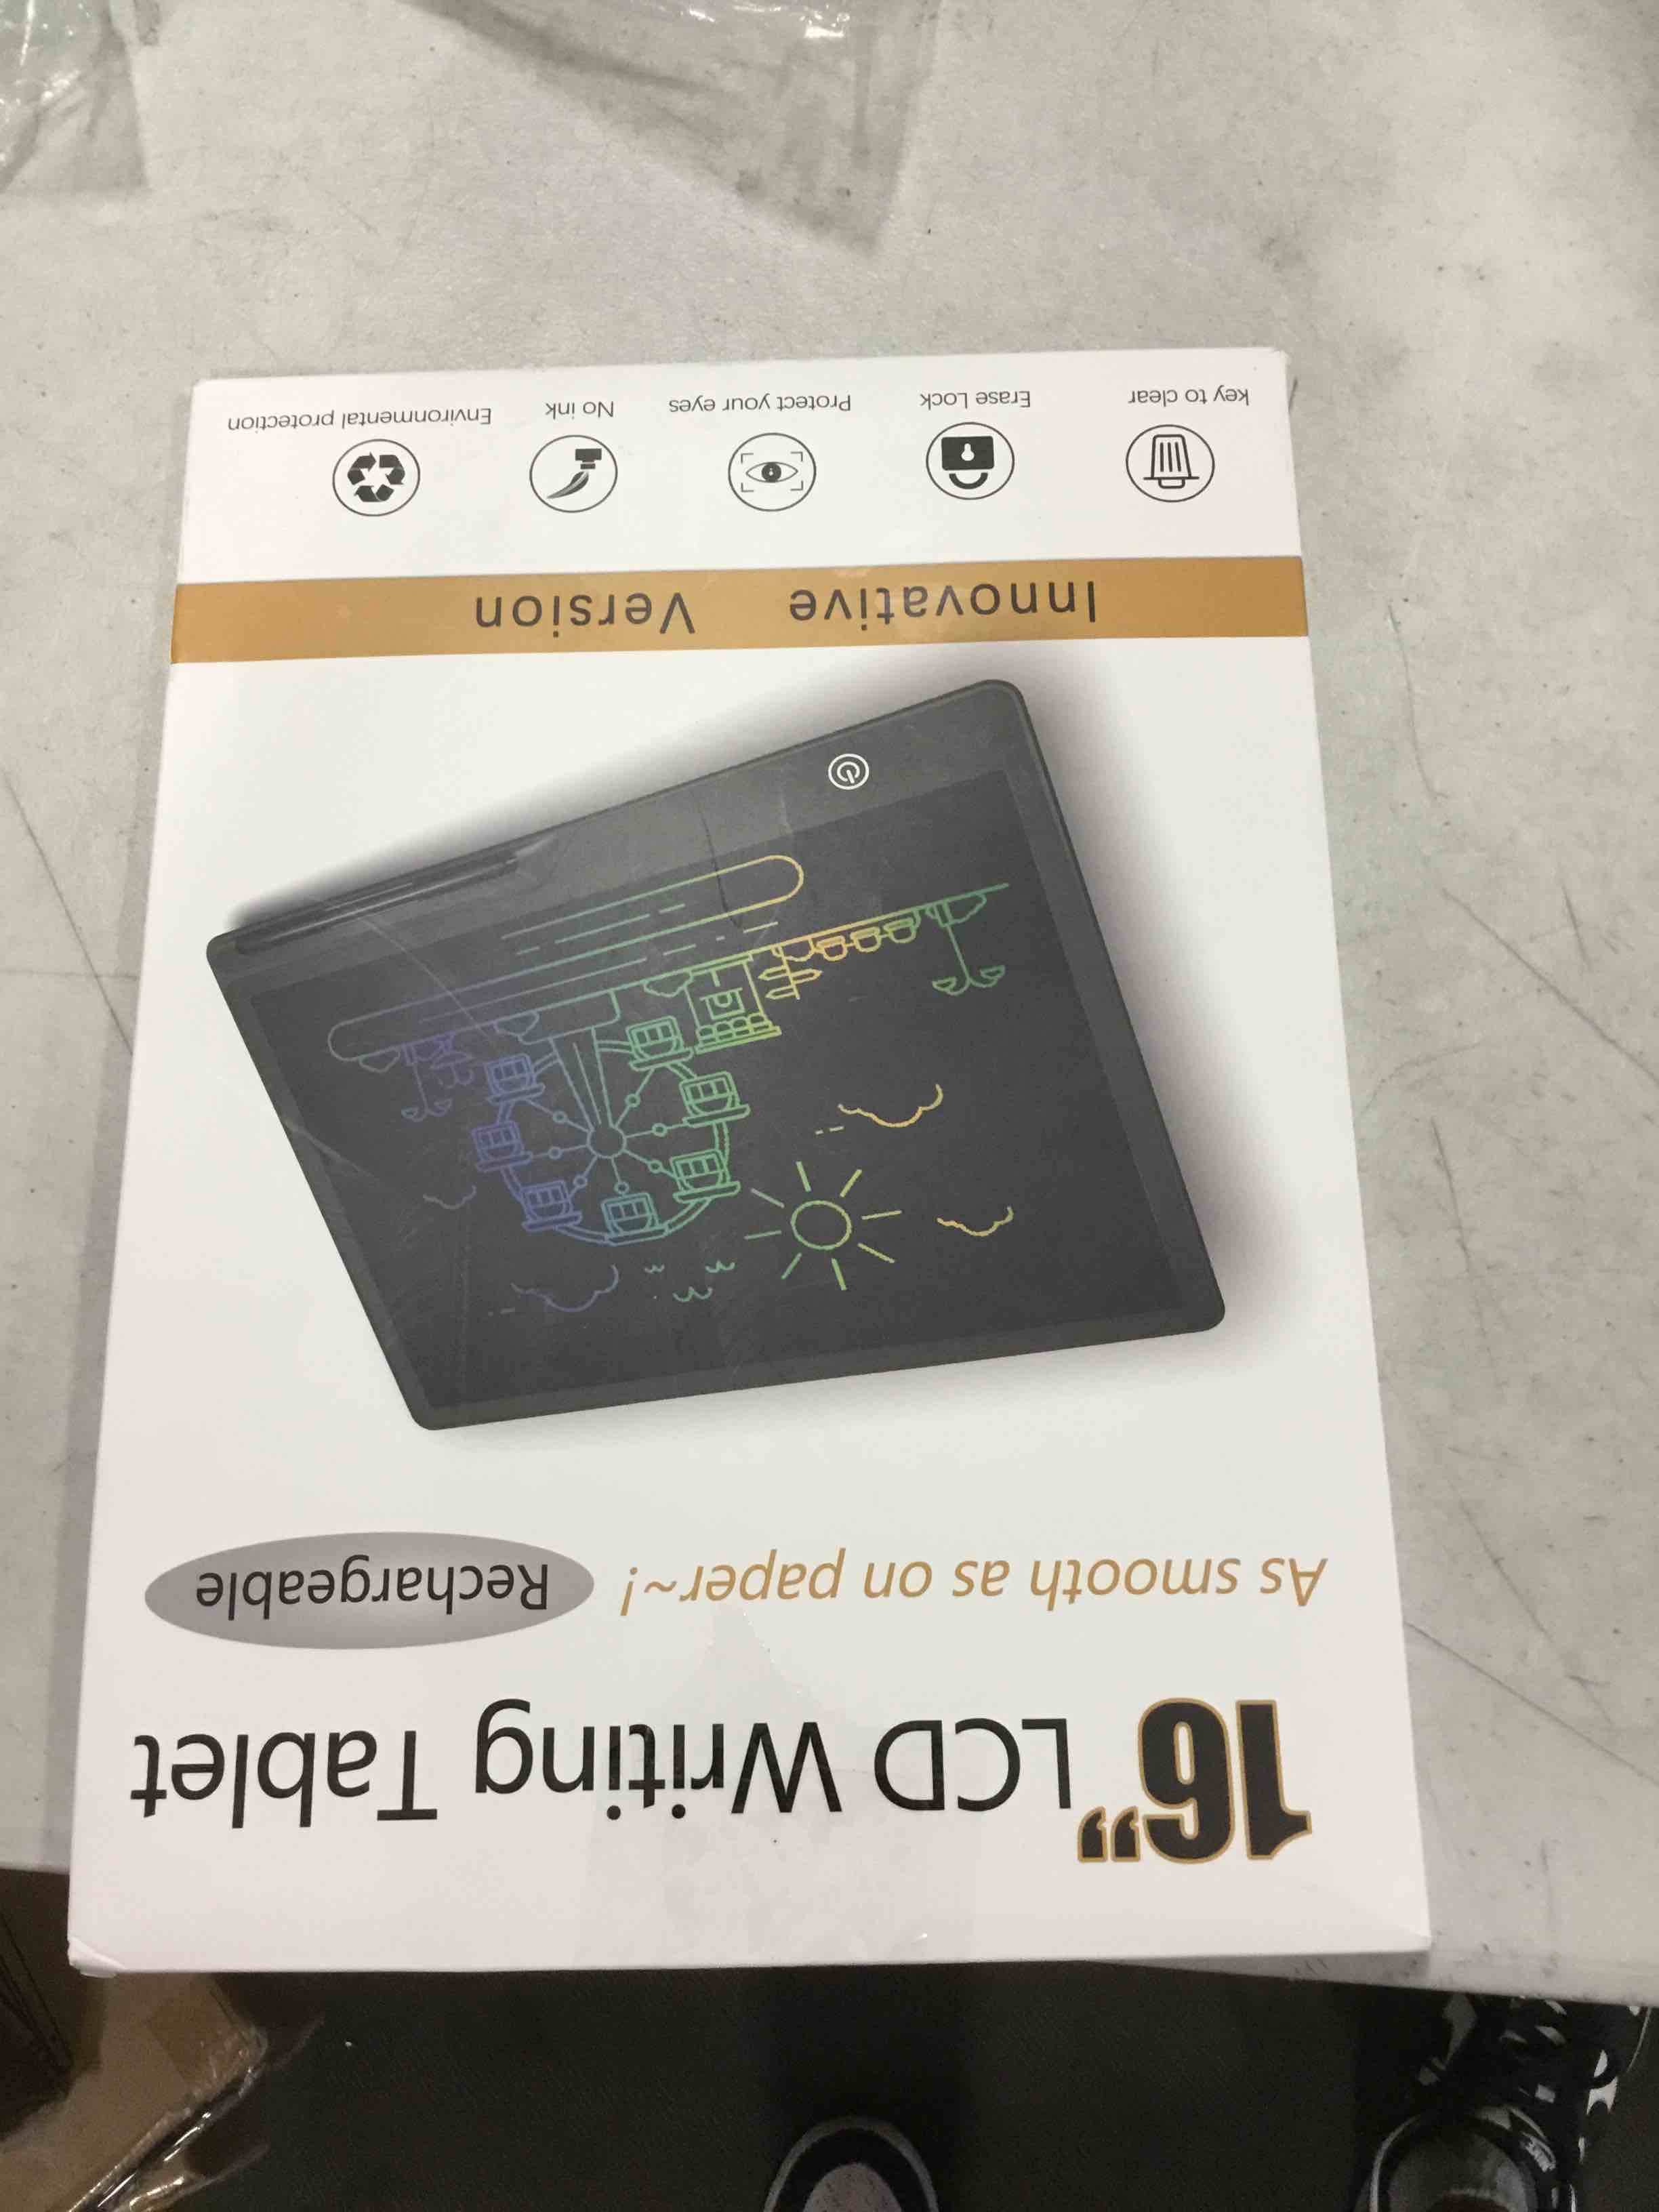 16" LCD Writing Tablet
As smooth as on paper~! Rechargeable
Innovative Version
key to clear Erase Lock Protect your eyes No ink Environmental protection